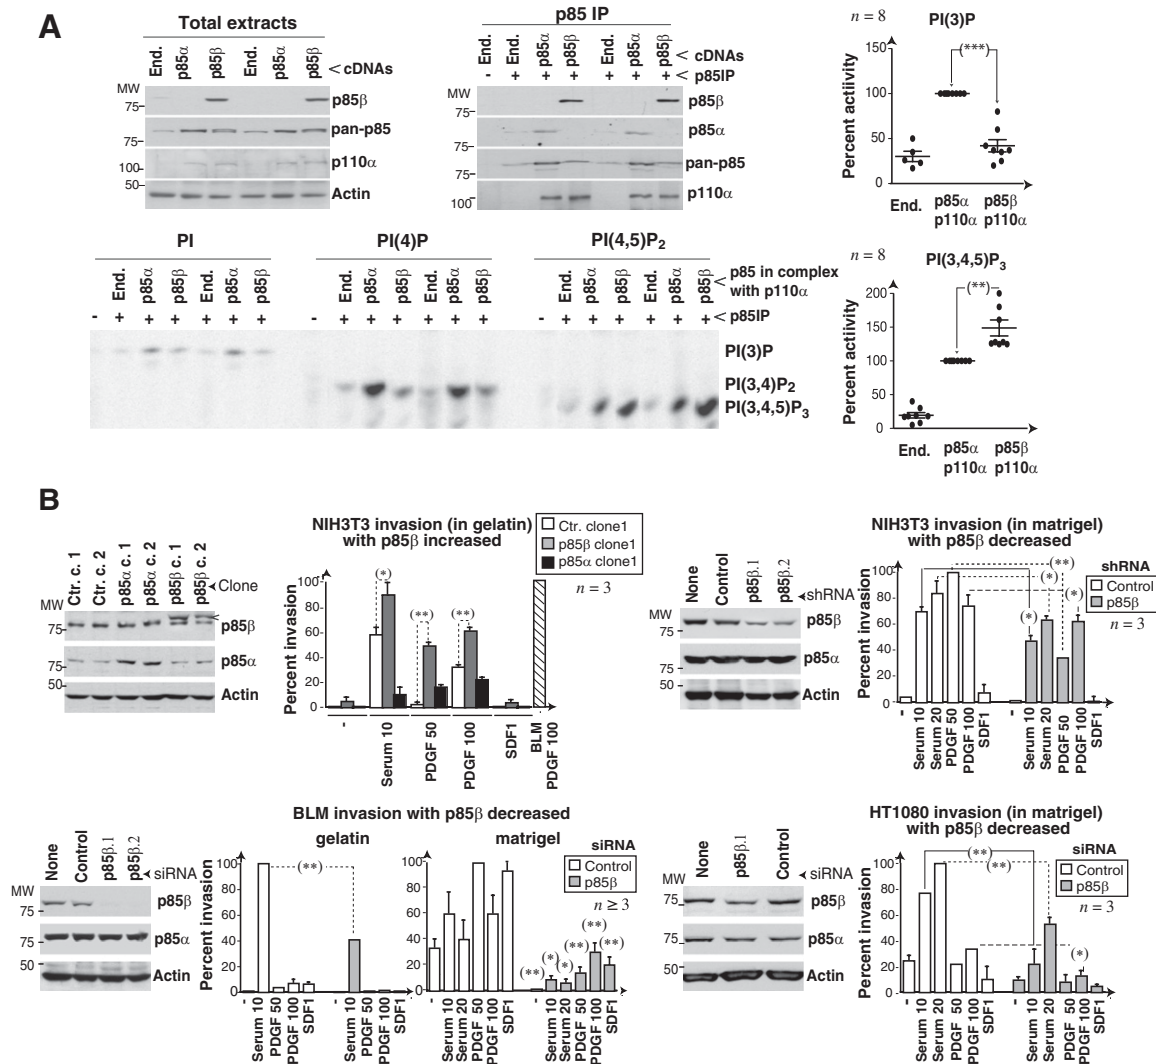 A
Total extracts
End.
p85α
p85β
End.
p85α
p85β
< cDNAs
MW
75-
p85β
75-
pan-p85
100-
p110α
50-
Actin
p85 IP
End.
End.
p85α
p85β
End.
p85α
p85β
< cDNAs
- + + + + + + < p85IP
MW
75-
p85β
75-
p85α
75-
pan-p85
100-
p110α
n = 8
PI(3)P
(***)
Percent actiivity
150
100
50
0
End.
p85α p110α
p85β p110α
PI
PI(4)P
PI(4,5)P2
End.
p85α
p85β
End.
p85α
p85β
End.
p85α
p85β
End.
p85α
p85β
End.
p85α
p85β
End.
p85α
p85β
< p85 in complex
with p110α
- + + + + + +
- + + + + + +
- + + + + + + < p85IP
PI(3)P
PI(3,4)P2
PI(3,4,5)P3
n = 8
PI(3,4,5)P3
(**)
Percent actiivity
200
150
100
50
0
End.
p85α p110α
p85β p110α
B
Ctr. c. 1
Ctr. c. 2
p85α c. 1
p85α c. 2
p85β c. 1
p85β c. 2
Clone
MW
75-
p85β
75-
p85α
50-
Actin
NIH3T3 invasion (in gelatin)
with p85β increased
Ctr. clone1
p85β clone1
p85α clone1
n = 3
Percent invasion
100
80
60
40
20
0
(*)
(**)
(**)
-
Serum 10
PDGF 50
PDGF 100
SDF1
BLM
PDGF 100
None
Control
p85β.1
p85β.2
shRNA
MW
75-
p85β
75-
p85α
50-
Actin
NIH3T3 invasion (in matrigel)
with p85β decreased
shRNA
Control
p85β
n = 3
Percent invasion
100
80
60
40
20
0
(**)
(*)
(*)
(*)
-
Serum 10
Serum 20
PDGF 50
PDGF 100
SDF1
-
Serum 10
Serum 20
PDGF 50
PDGF 100
SDF1
None
Control
p85β.1
p85β.2
siRNA
MW
75-
p85β
75-
p85α
50-
Actin
BLM invasion with p85β decreased
gelatin
matrigel
siRNA
Control
p85β
n ≥ 3
Percent invasion
100
80
60
40
20
0
(**)
-
Serum 10
PDGF 50
PDGF 100
SDF1
-
Serum 10
PDGF 50
PDGF 100
SDF1
100
80
60
40
20
0
(**)
(*)
(*)
(**)
(**)
(**)
-
Serum 10
Serum 20
PDGF 50
PDGF 100
SDF1
-
Serum 10
Serum 20
PDGF 50
PDGF 100
SDF1
None
p85β.1
Control
siRNA
MW
75-
p85β
75-
p85α
50-
Actin
HT1080 invasion (in matrigel)
with p85β decreased
siRNA
Control
p85β
n = 3
Percent invasion
100
80
60
40
20
0
(**)
(**)
(*)
-
Serum 10
Serum 20
PDGF 50
PDGF 100
SDF1
-
Serum 10
Serum 20
PDGF 50
PDGF 100
SDF1